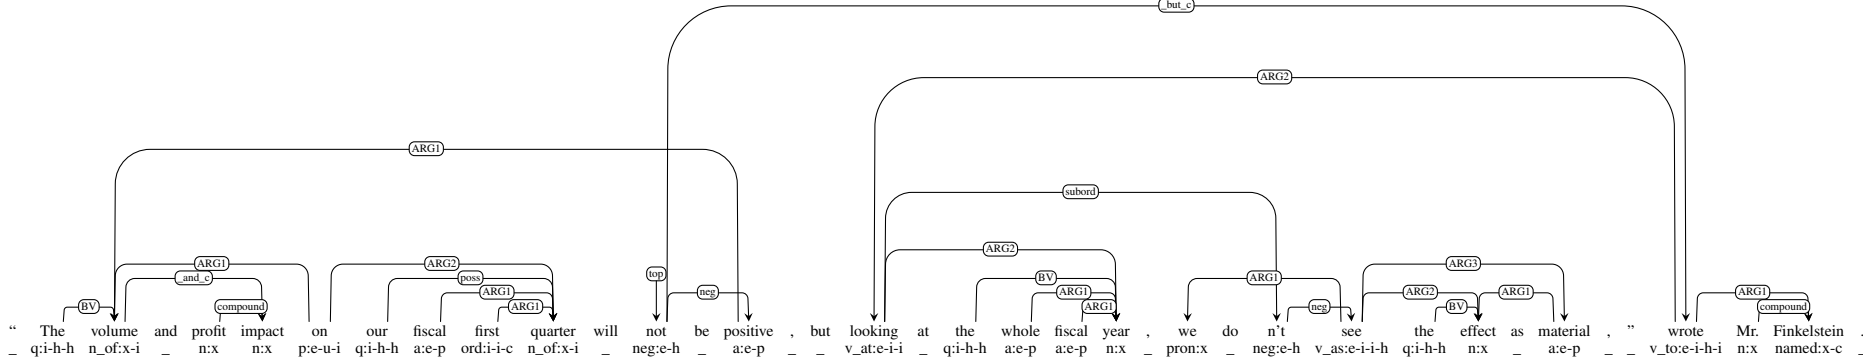 _but_c
ARG2
ARG1
subord
ARG2
ARG1 ARG2 top ARG3
_and_c poss BV ARG1
ARG1 neg ARG1 ARG2 ARG1 ARG1
BV compound ARG1 ARG1 neg BV compound
“ The volume and profit impact on our fiscal first quarter will not be positive , but looking at the whole fiscal year , we do n’t see the effect as material , ” wrote Mr. Finkelstein .
_ q:i-h-h n_of:x-i _ n:x n:x p:e-u-i q:i-h-h a:e-p ord:i-i-c n_of:x-i _ neg:e-h _ a:e-p _ _ v_at:e-i-i _ q:i-h-h a:e-p a:e-p n:x _ pron:x _ neg:e-h v_as:e-i-i-h q:i-h-h n:x _ a:e-p _ _ v_to:e-i-h-i n:x named:x-c _